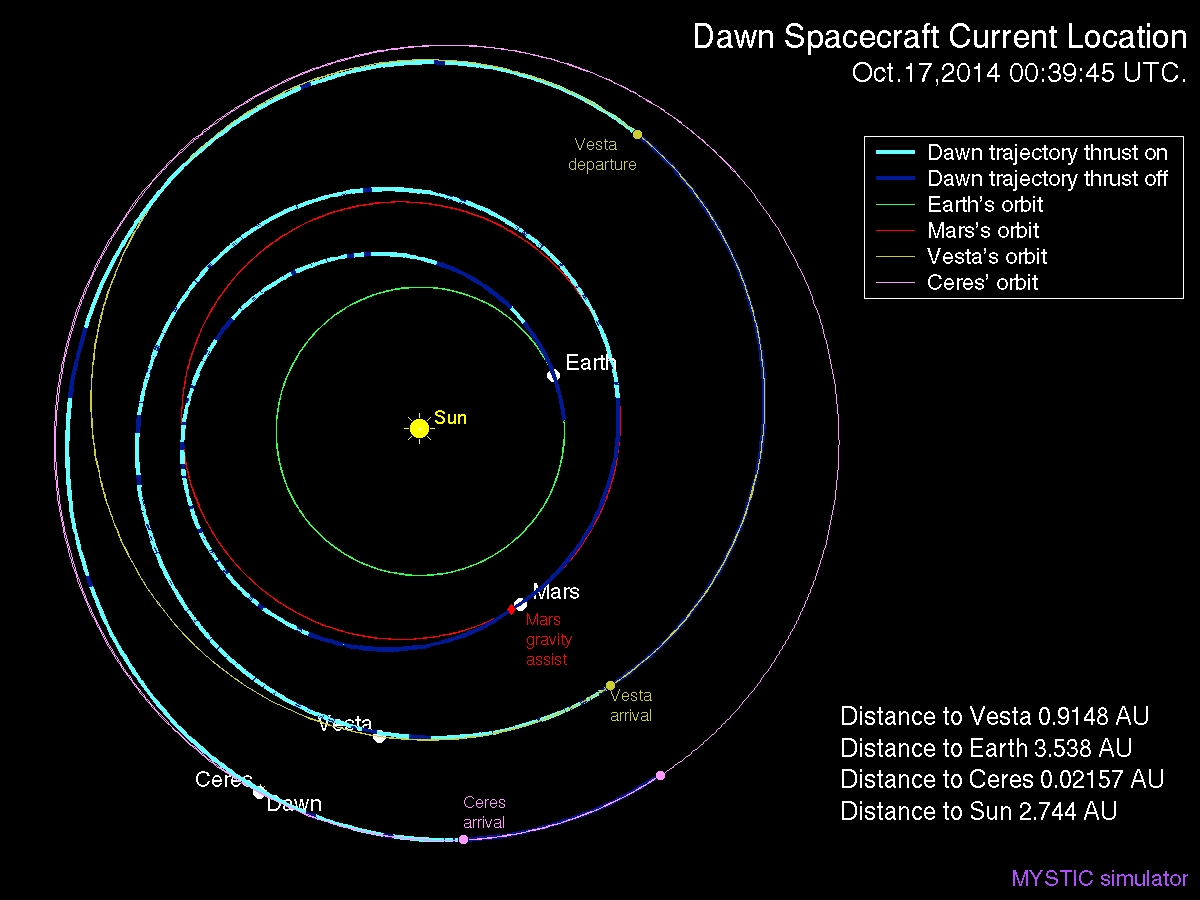 Dawn Spacecraft Current Location
Oct.17,2014 00:39:45 UTC.
Dawn trajectory thrust on
Dawn trajectory thrust off
Earth's orbit
Mars's orbit
Vesta's orbit
Ceres' orbit
Vesta
departure
Earth
Sun
Mars
Mars
gravity
assist
Vesta
arrival
Vesta
Ceres
Dawn
Ceres
arrival
Distance to Vesta 0.9148 AU
Distance to Earth 3.538 AU
Distance to Ceres 0.02157 AU
Distance to Sun 2.744 AU
MYSTIC simulator